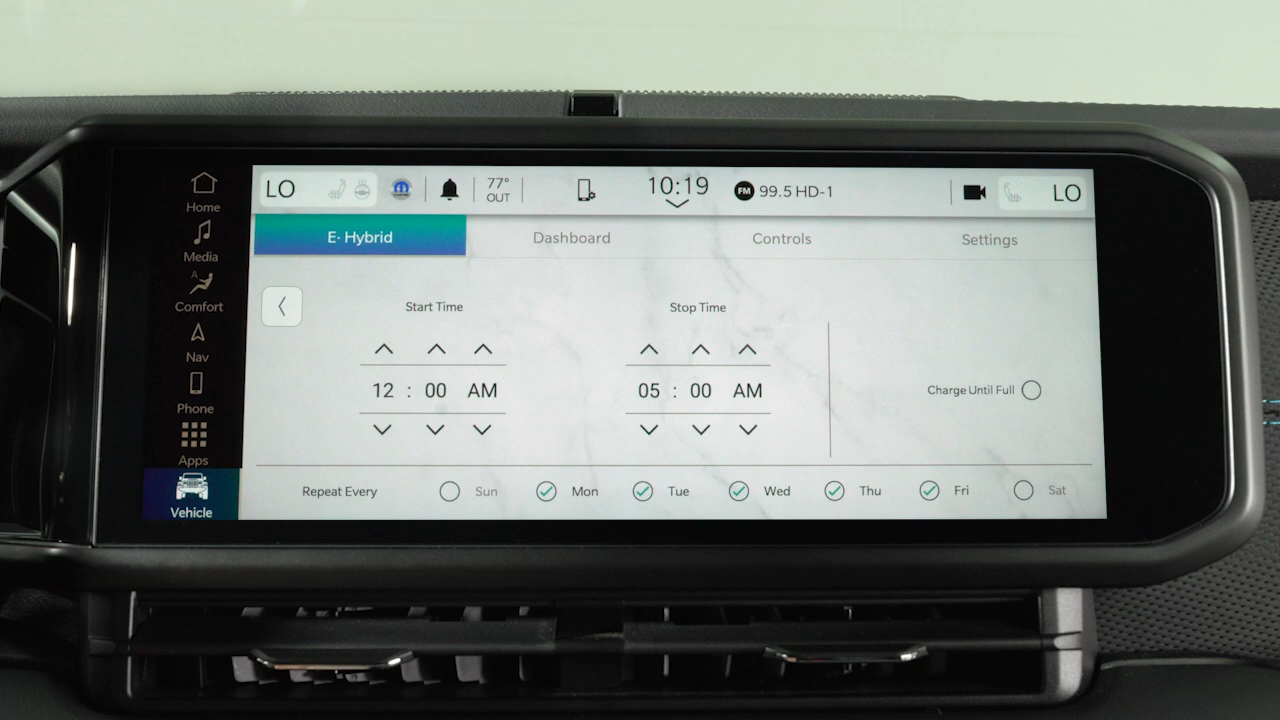 LO 77° OUT 10:19 FM 99.5 HD-1 LO
Home
Media
A
Comfort
Nav
Phone
Apps
Vehicle
E·Hybrid Dashboard Controls Settings
Start Time Stop Time
12 : 00 AM 05 : 00 AM Charge Until Full
Repeat Every Sun Mon Tue Wed Thu Fri Sat